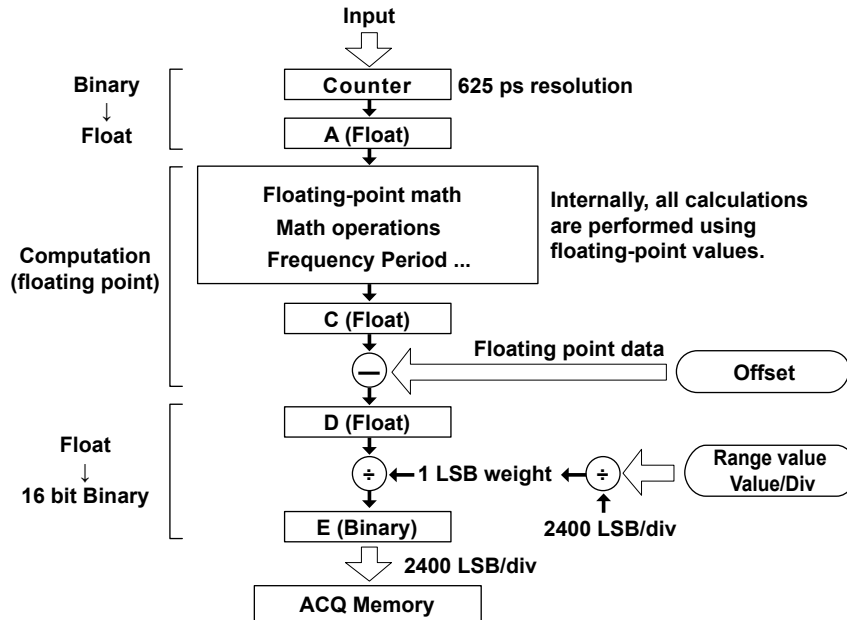 Input
Binary
↓
Float
Counter
625 ps resolution
A (Float)
Computation
(floating point)
Floating-point math
Math operations
Frequency Period ...
Internally, all calculations
are performed using
floating-point values.
C (Float)
Floating point data
Offset
—
D (Float)
Float
↓
16 bit Binary
÷
1 LSB weight
÷
Range value
Value/Div
2400 LSB/div
E (Binary)
2400 LSB/div
ACQ Memory